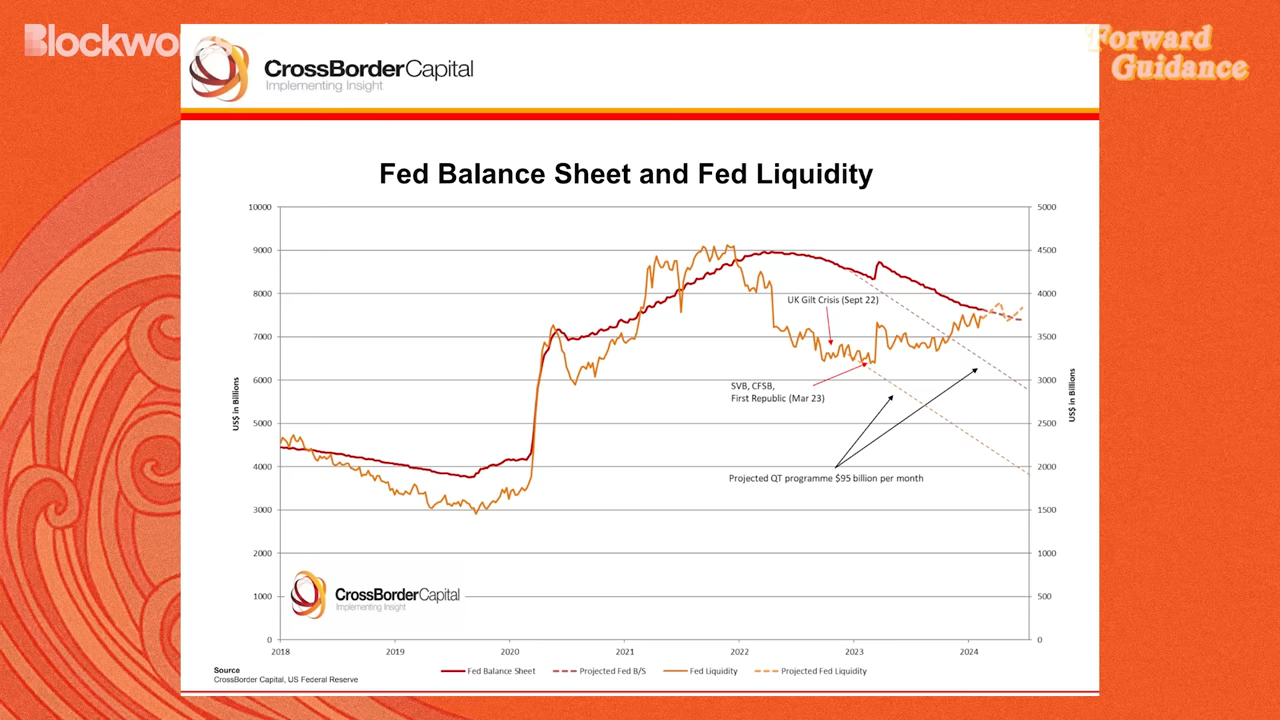 Blockwo
Forward
Guidance
CrossBorderCapital
Implementing Insight
Fed Balance Sheet and Fed Liquidity
10000
9000
8000
7000
6000
5000
4000
3000
2000
1000
0
US$ in Billions
5000
4500
4000
3500
3000
2500
2000
1500
1000
500
0
US$ in Billions
UK Gilt Crisis (Sept 22)
SVB, CFSB,
First Republic (Mar 23)
Projected QT programme $95 billion per month
CrossBorderCapital
Implementing Insight
2018 2019 2020 2021 2022 2023 2024
Fed Balance Sheet Projected Fed B/S Fed Liquidity Projected Fed Liquidity
Source
CrossBorder Capital, US Federal Reserve